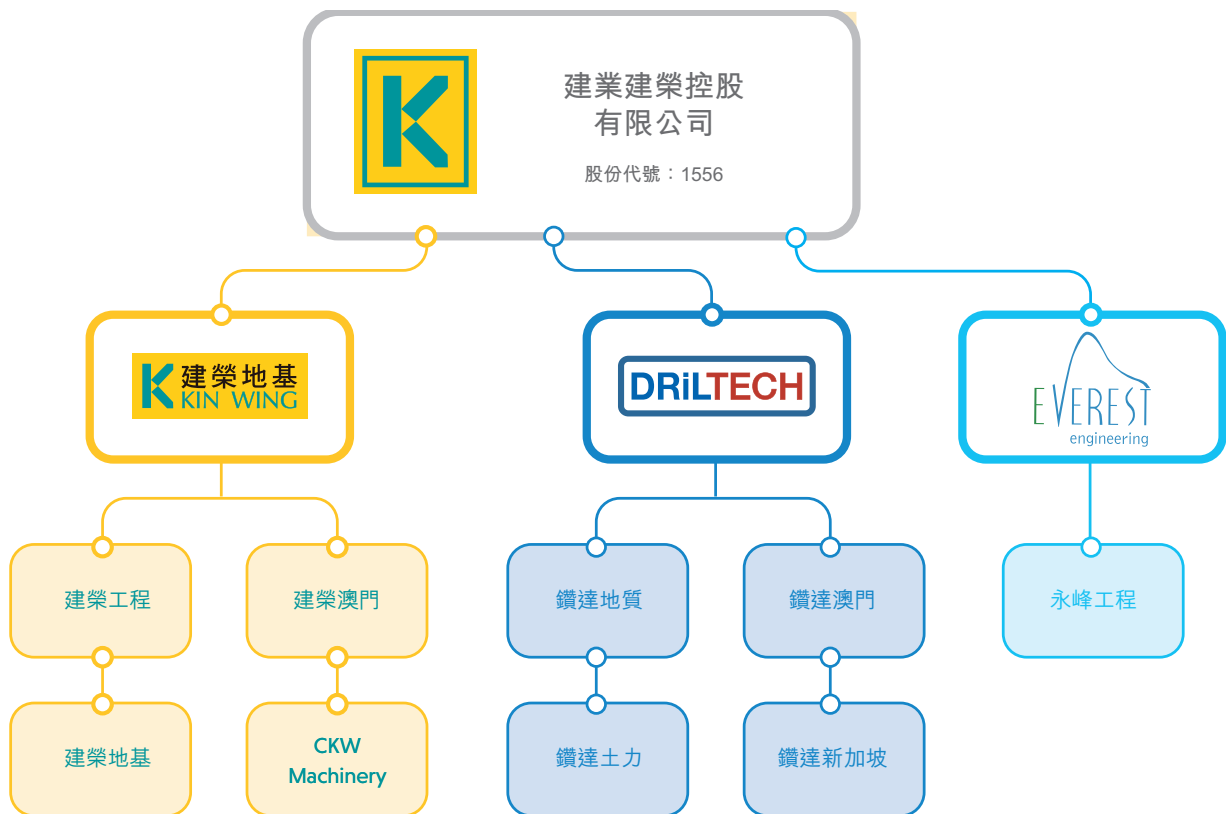 建業建榮控股
有限公司
股份代號：1556
建榮地基
KIN WING
DRiLTECH
EVEREST
engineering
建榮工程
建榮澳門
鑽達地質
鑽達澳門
永峰工程
建榮地基
CKW
Machinery
鑽達土力
鑽達新加坡